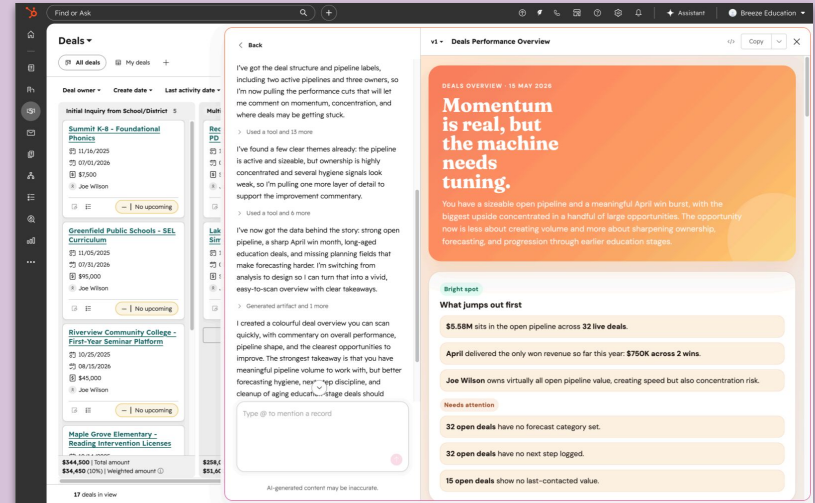 Find or Ask
Assistant
Breeze Education
Deals
All deals
My deals
Deal owner
Create date
Last activity date
Initial Inquiry from School/District 5
Summit K-8 - Foundational
Phonics
11/16/2025
07/01/2026
$7,500
Joe Wilson
— | No upcoming
Greenfield Public Schools - SEL
Curriculum
11/05/2025
07/31/2026
$95,000
Joe Wilson
— | No upcoming
Riverview Community College -
First-Year Seminar Platform
10/25/2025
08/15/2026
$45,000
Joe Wilson
— | No upcoming
Maple Grove Elementary -
Reading Intervention Licenses
$344,500 | Total amount
$34,450 (10%) | Weighted amount
17 deals in view
Back
I've got the deal structure and pipeline labels,
including two active pipelines and three owners, so
I'm now pulling the performance cuts that will let
me comment on momentum, concentration, and
where deals may be getting stuck.
Used a tool and 13 more
I've found a few clear themes already: the pipeline
is active and sizeable, but ownership is highly
concentrated and several hygiene signals look
weak, so I'm pulling one more layer of detail to
support the improvement commentary.
Used a tool and 6 more
I've now got the data behind the story: strong open
pipeline, a sharp April win month, long-aged
education deals, and missing planning fields that
make forecasting harder. I'm switching from
analysis to design so I can turn that into a vivid,
easy-to-scan overview with clear takeaways.
Generated artifact and 1 more
I created a colourful deal overview you can scan
quickly, with commentary on overall performance,
pipeline shape, and the clearest opportunities to
improve. The strongest takeaway is that you have
meaningful pipeline volume to work with, but better
forecasting hygiene, next-step discipline, and
cleanup of aging education-stage deals should
Type @ to mention a record
AI-generated content may be inaccurate.
v1
Deals Performance Overview
</>
Copy
DEALS OVERVIEW · 15 MAY 2026
Momentum
is real, but
the machine
needs
tuning.
You have a sizeable open pipeline and a meaningful April win burst, with the
biggest upside concentrated in a handful of large opportunities. The opportunity
now is less about creating volume and more about sharpening ownership,
forecasting, and progression through earlier education stages.
Bright spot
What jumps out first
$5.58M sits in the open pipeline across 32 live deals.
April delivered the only won revenue so far this year: $750K across 2 wins.
Joe Wilson owns virtually all open pipeline value, creating speed but also concentration risk.
Needs attention
32 open deals have no forecast category set.
32 open deals have no next step logged.
15 open deals show no last-contacted value.